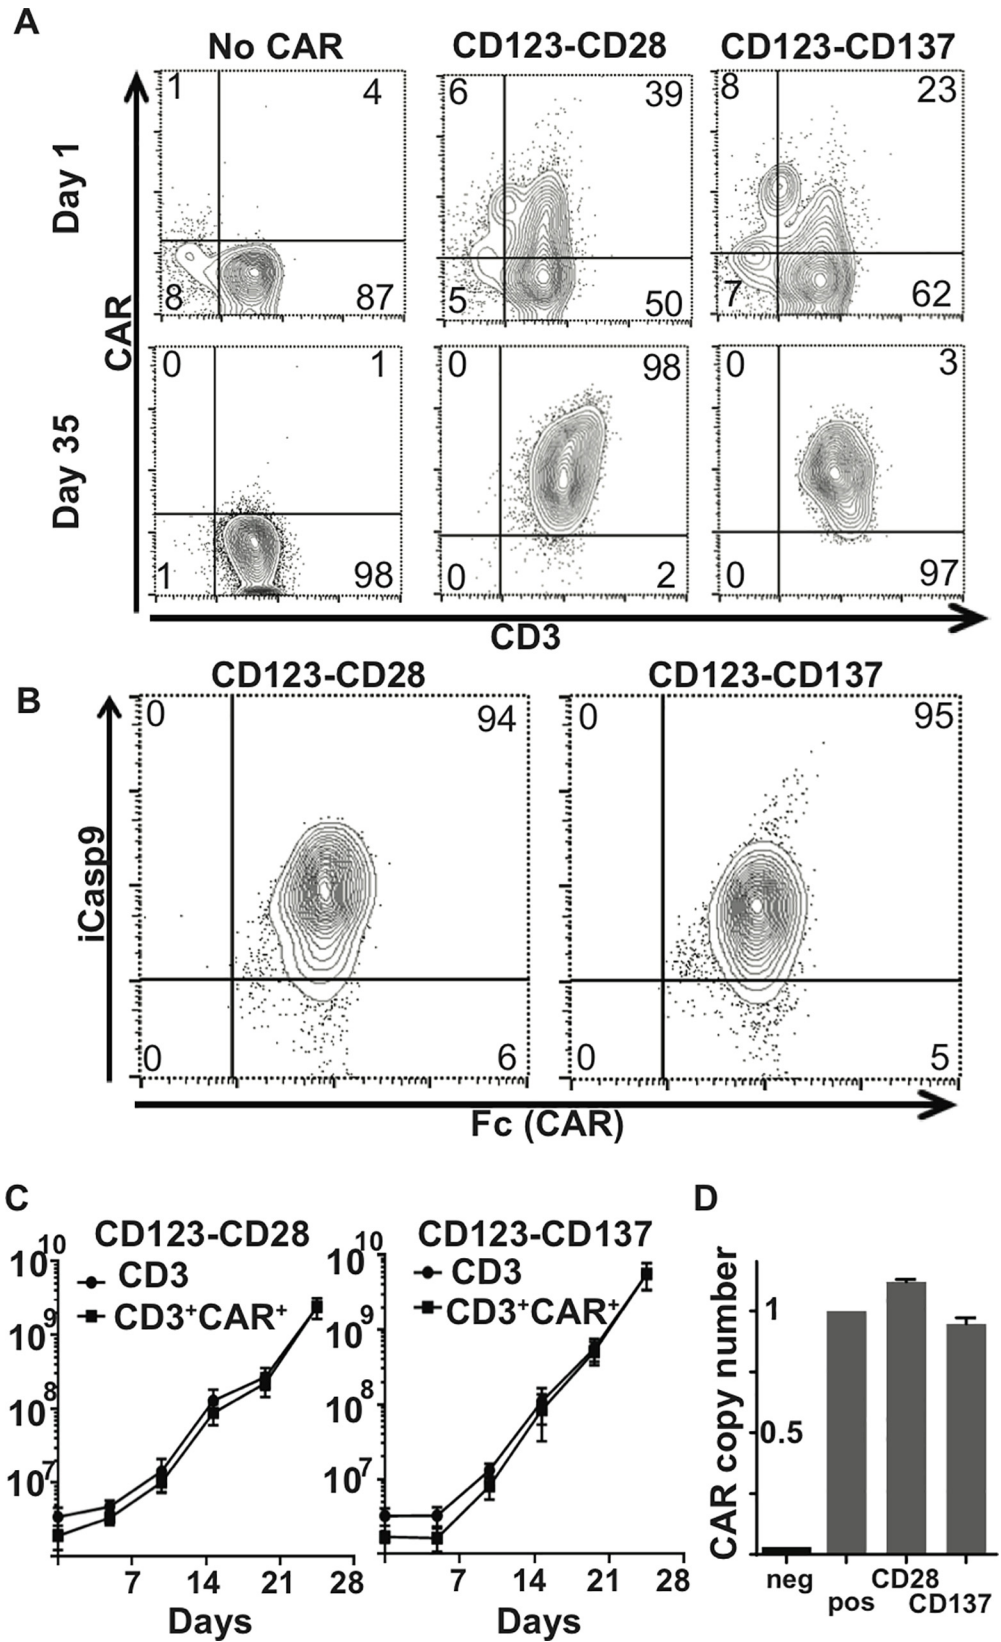 A
No CAR
CD123-CD28
CD123-CD137
Day 1
1
4
8
87
6
39
5
50
8
23
7
62
CAR
Day 35
0
1
1
98
0
98
0
2
0
3
0
97
CD3
B
CD123-CD28
CD123-CD137
iCasp9
0
94
0
6
0
95
0
5
Fc (CAR)
C
CD123-CD28
10^10
10^9
10^8
10^7
CD3
CD3+CAR+
7
14
21
28
Days
CD123-CD137
10^10
10^9
10^8
10^7
CD3
CD3+CAR+
7
14
21
28
Days
D
CAR copy number
1
0.5
neg
pos
CD28
CD137